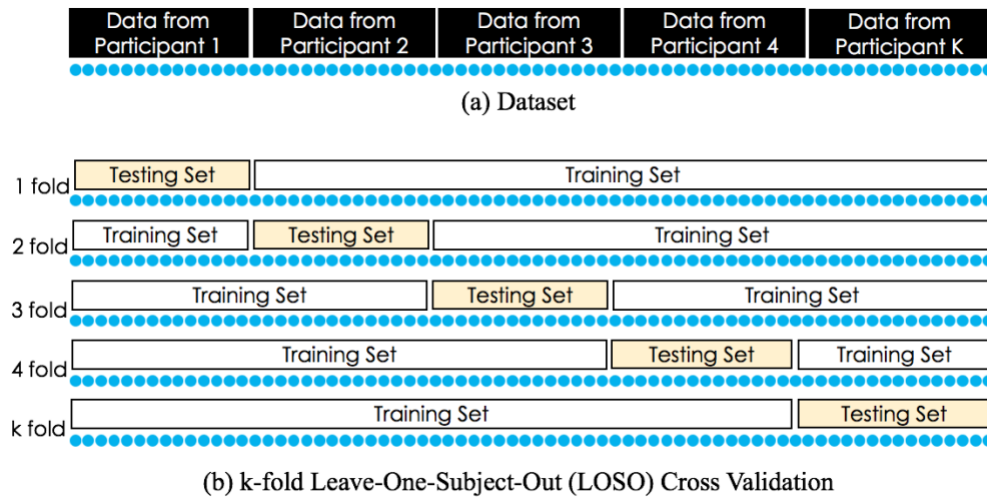 Data from Participant 1
Data from Participant 2
Data from Participant 3
Data from Participant 4
Data from Participant K
(a) Dataset
1 fold Testing Set Training Set
2 fold Training Set Testing Set Training Set
3 fold Training Set Testing Set Training Set
4 fold Training Set Testing Set Training Set
k fold Training Set Testing Set
(b) k-fold Leave-One-Subject-Out (LOSO) Cross Validation